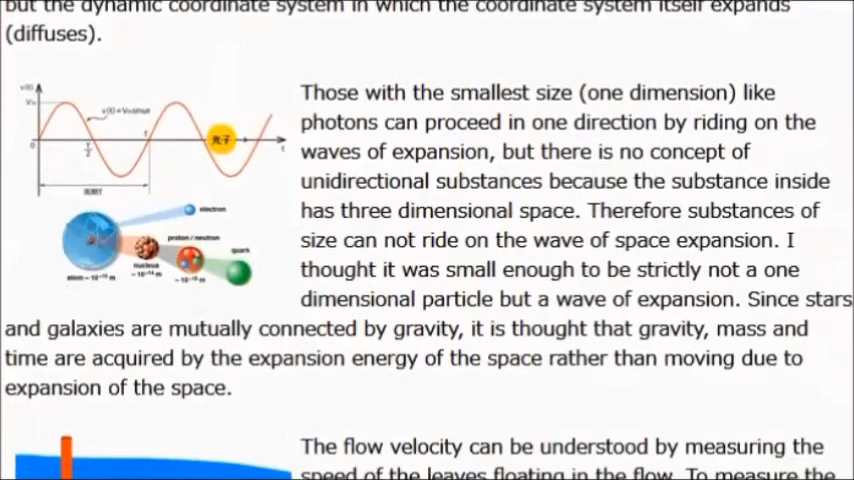 but the dynamic coordinate system in which the coordinate system itself expands
(diffuses).
Those with the smallest size (one dimension) like
photons can proceed in one direction by riding on the
waves of expansion, but there is no concept of
unidirectional substances because the substance inside
has three dimensional space. Therefore substances of
size can not ride on the wave of space expansion. I
thought it was small enough to be strictly not a one
dimensional particle but a wave of expansion. Since stars
and galaxies are mutually connected by gravity, it is thought that gravity, mass and
time are acquired by the expansion energy of the space rather than moving due to
expansion of the space.
光子
0
t
electron
proton / neutron
quark
nucleus
The flow velocity can be understood by measuring the
speed of the leaves floating in the flow. To measure the